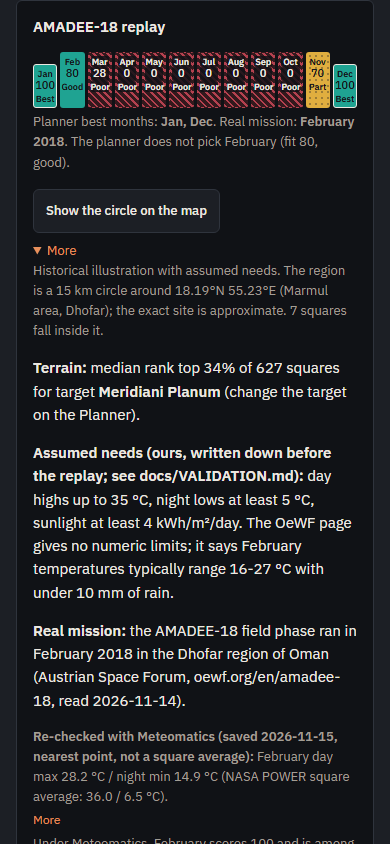 AMADEE-18 replay
Jan 100 Best
Feb 80 Good
Mar 28 Poor
Apr 0 Poor
May 0 Poor
Jun 0 Poor
Jul 0 Poor
Aug 0 Poor
Sep 0 Poor
Oct 0 Poor
Nov 70 Part
Dec 100 Best
Planner best months: Jan, Dec. Real mission: February
2018. The planner does not pick February (fit 80,
good).
Show the circle on the map
▼ More
Historical illustration with assumed needs. The region
is a 15 km circle around 18.19°N 55.23°E (Marmul
area, Dhofar); the exact site is approximate. 7 squares
fall inside it.
Terrain: median rank top 34% of 627 squares
for target Meridiani Planum (change the target
on the Planner).
Assumed needs (ours, written down before
the replay; see docs/VALIDATION.md): day
highs up to 35 °C, night lows at least 5 °C,
sunlight at least 4 kWh/m²/day. The OeWF page
gives no numeric limits; it says February
temperatures typically range 16-27 °C with
under 10 mm of rain.
Real mission: the AMADEE-18 field phase ran in
February 2018 in the Dhofar region of Oman
(Austrian Space Forum, oewf.org/en/amadee-
18, read 2026-11-14).
Re-checked with Meteomatics (saved 2026-11-15,
nearest point, not a square average): February day
max 28.2 °C / night min 14.9 °C (NASA POWER square
average: 36.0 / 6.5 °C).
More
Under Meteomatics, February scores 100 and is among